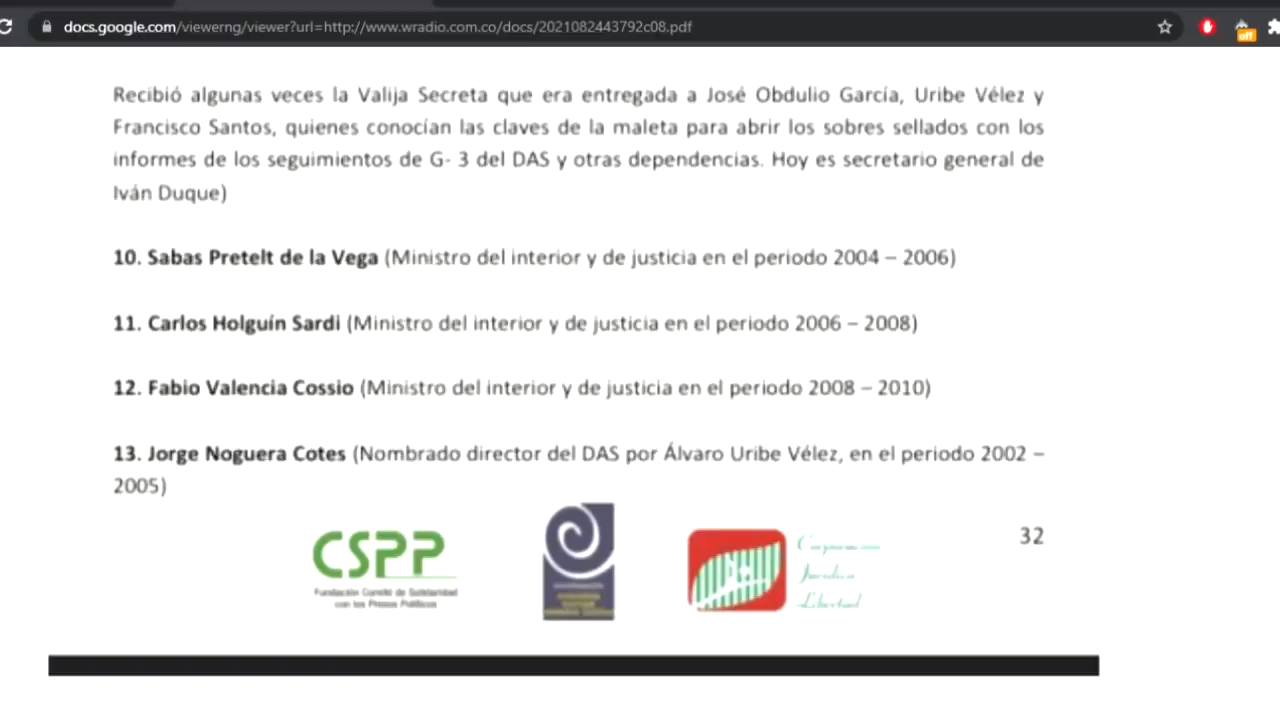 docs.google.com/viewerng/viewer?url=http://www.wradio.com.co/docs/2021082443792c08.pdf
off
Recibió algunas veces la Valija Secreta que era entregada a José Obdulio García, Uribe Vélez y
Francisco Santos, quienes conocían las claves de la maleta para abrir los sobres sellados con los
informes de los seguimientos de G- 3 del DAS y otras dependencias. Hoy es secretario general de
Iván Duque)
10. Sabas Pretelt de la Vega (Ministro del interior y de justicia en el periodo 2004 – 2006)
11. Carlos Holguín Sardi (Ministro del interior y de justicia en el periodo 2006 – 2008)
12. Fabio Valencia Cossio (Ministro del interior y de justicia en el periodo 2008 – 2010)
13. Jorge Noguera Cotes (Nombrado director del DAS por Álvaro Uribe Vélez, en el periodo 2002 –
2005)
32
CSPP
Fundación Comité de Solidaridad
con los Presos Políticos
Corporación
Jurídica
Libertad